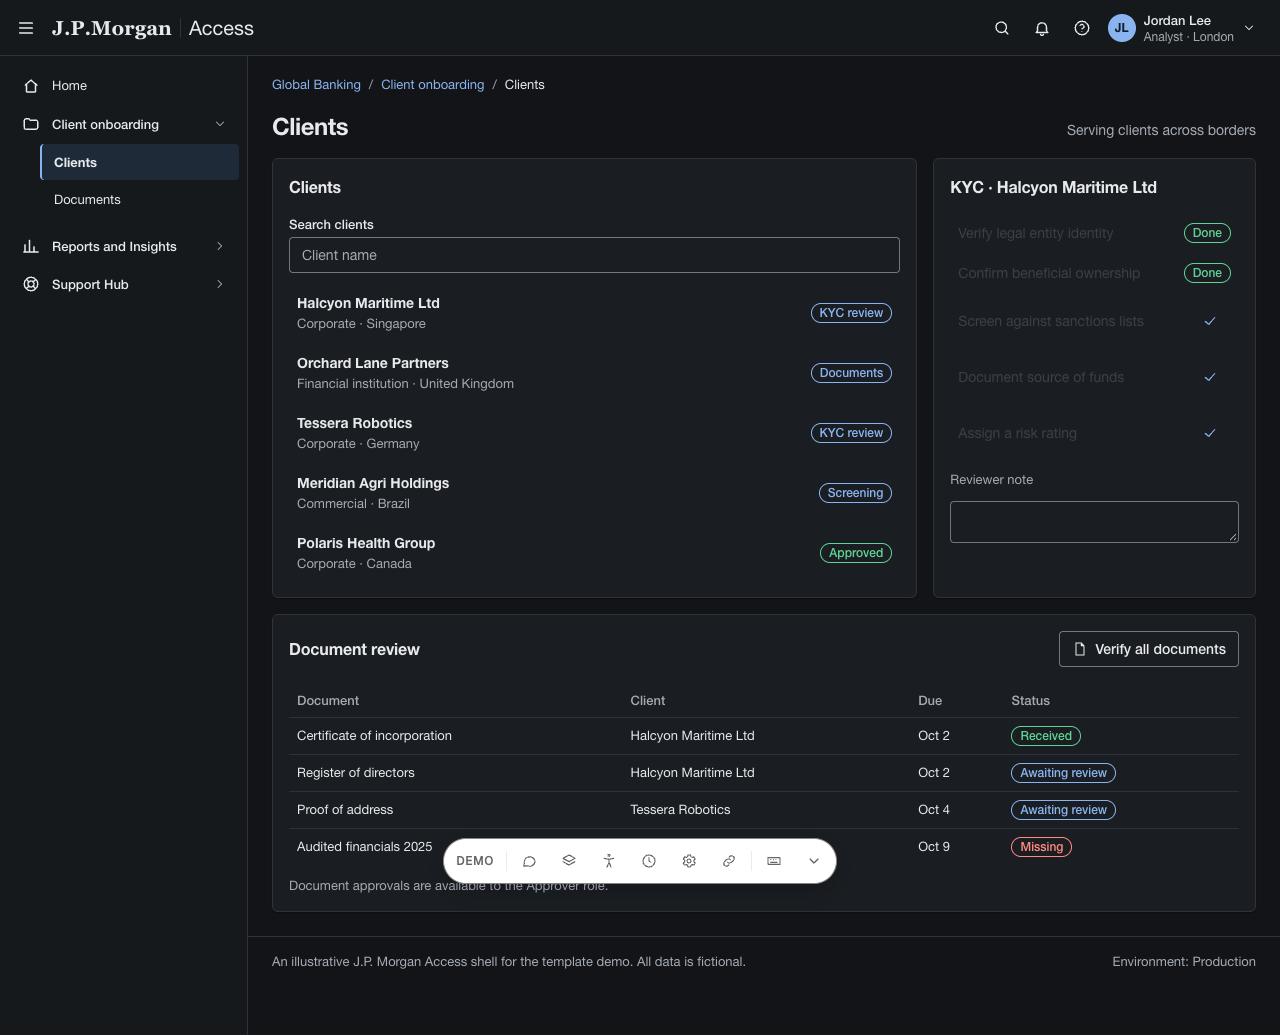 J.P.Morgan Access
JL
Jordan Lee
Analyst · London
Home
Client onboarding
Clients
Documents
Reports and Insights
Support Hub
Global Banking / Client onboarding / Clients
Clients
Serving clients across borders
Clients
Search clients
Client name
Halcyon Maritime Ltd
Corporate · Singapore
KYC review
Orchard Lane Partners
Financial institution · United Kingdom
Documents
Tessera Robotics
Corporate · Germany
KYC review
Meridian Agri Holdings
Commercial · Brazil
Screening
Polaris Health Group
Corporate · Canada
Approved
KYC · Halcyon Maritime Ltd
Verify legal entity identity Done
Confirm beneficial ownership Done
Screen against sanctions lists
Document source of funds
Assign a risk rating
Reviewer note
Document review
Verify all documents
Document Client Due Status
Certificate of incorporation Halcyon Maritime Ltd Oct 2 Received
Register of directors Halcyon Maritime Ltd Oct 2 Awaiting review
Proof of address Tessera Robotics Oct 4 Awaiting review
Audited financials 2025 Oct 9 Missing
DEMO
Document approvals are available to the Approver role.
An illustrative J.P. Morgan Access shell for the template demo. All data is fictional.
Environment: Production